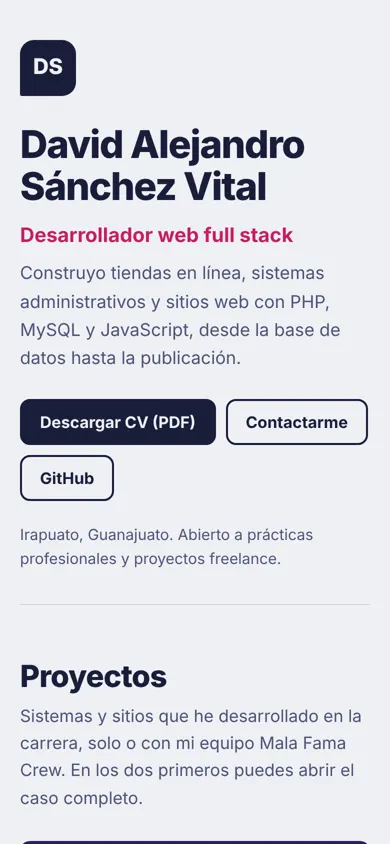 DS
David Alejandro
Sánchez Vital
Desarrollador web full stack
Construyo tiendas en línea, sistemas
administrativos y sitios web con PHP,
MySQL y JavaScript, desde la base de
datos hasta la publicación.
Descargar CV (PDF) Contactarme
GitHub
Irapuato, Guanajuato. Abierto a prácticas
profesionales y proyectos freelance.
Proyectos
Sistemas y sitios que he desarrollado en la
carrera, solo o con mi equipo Mala Fama
Crew. En los dos primeros puedes abrir el
caso completo.